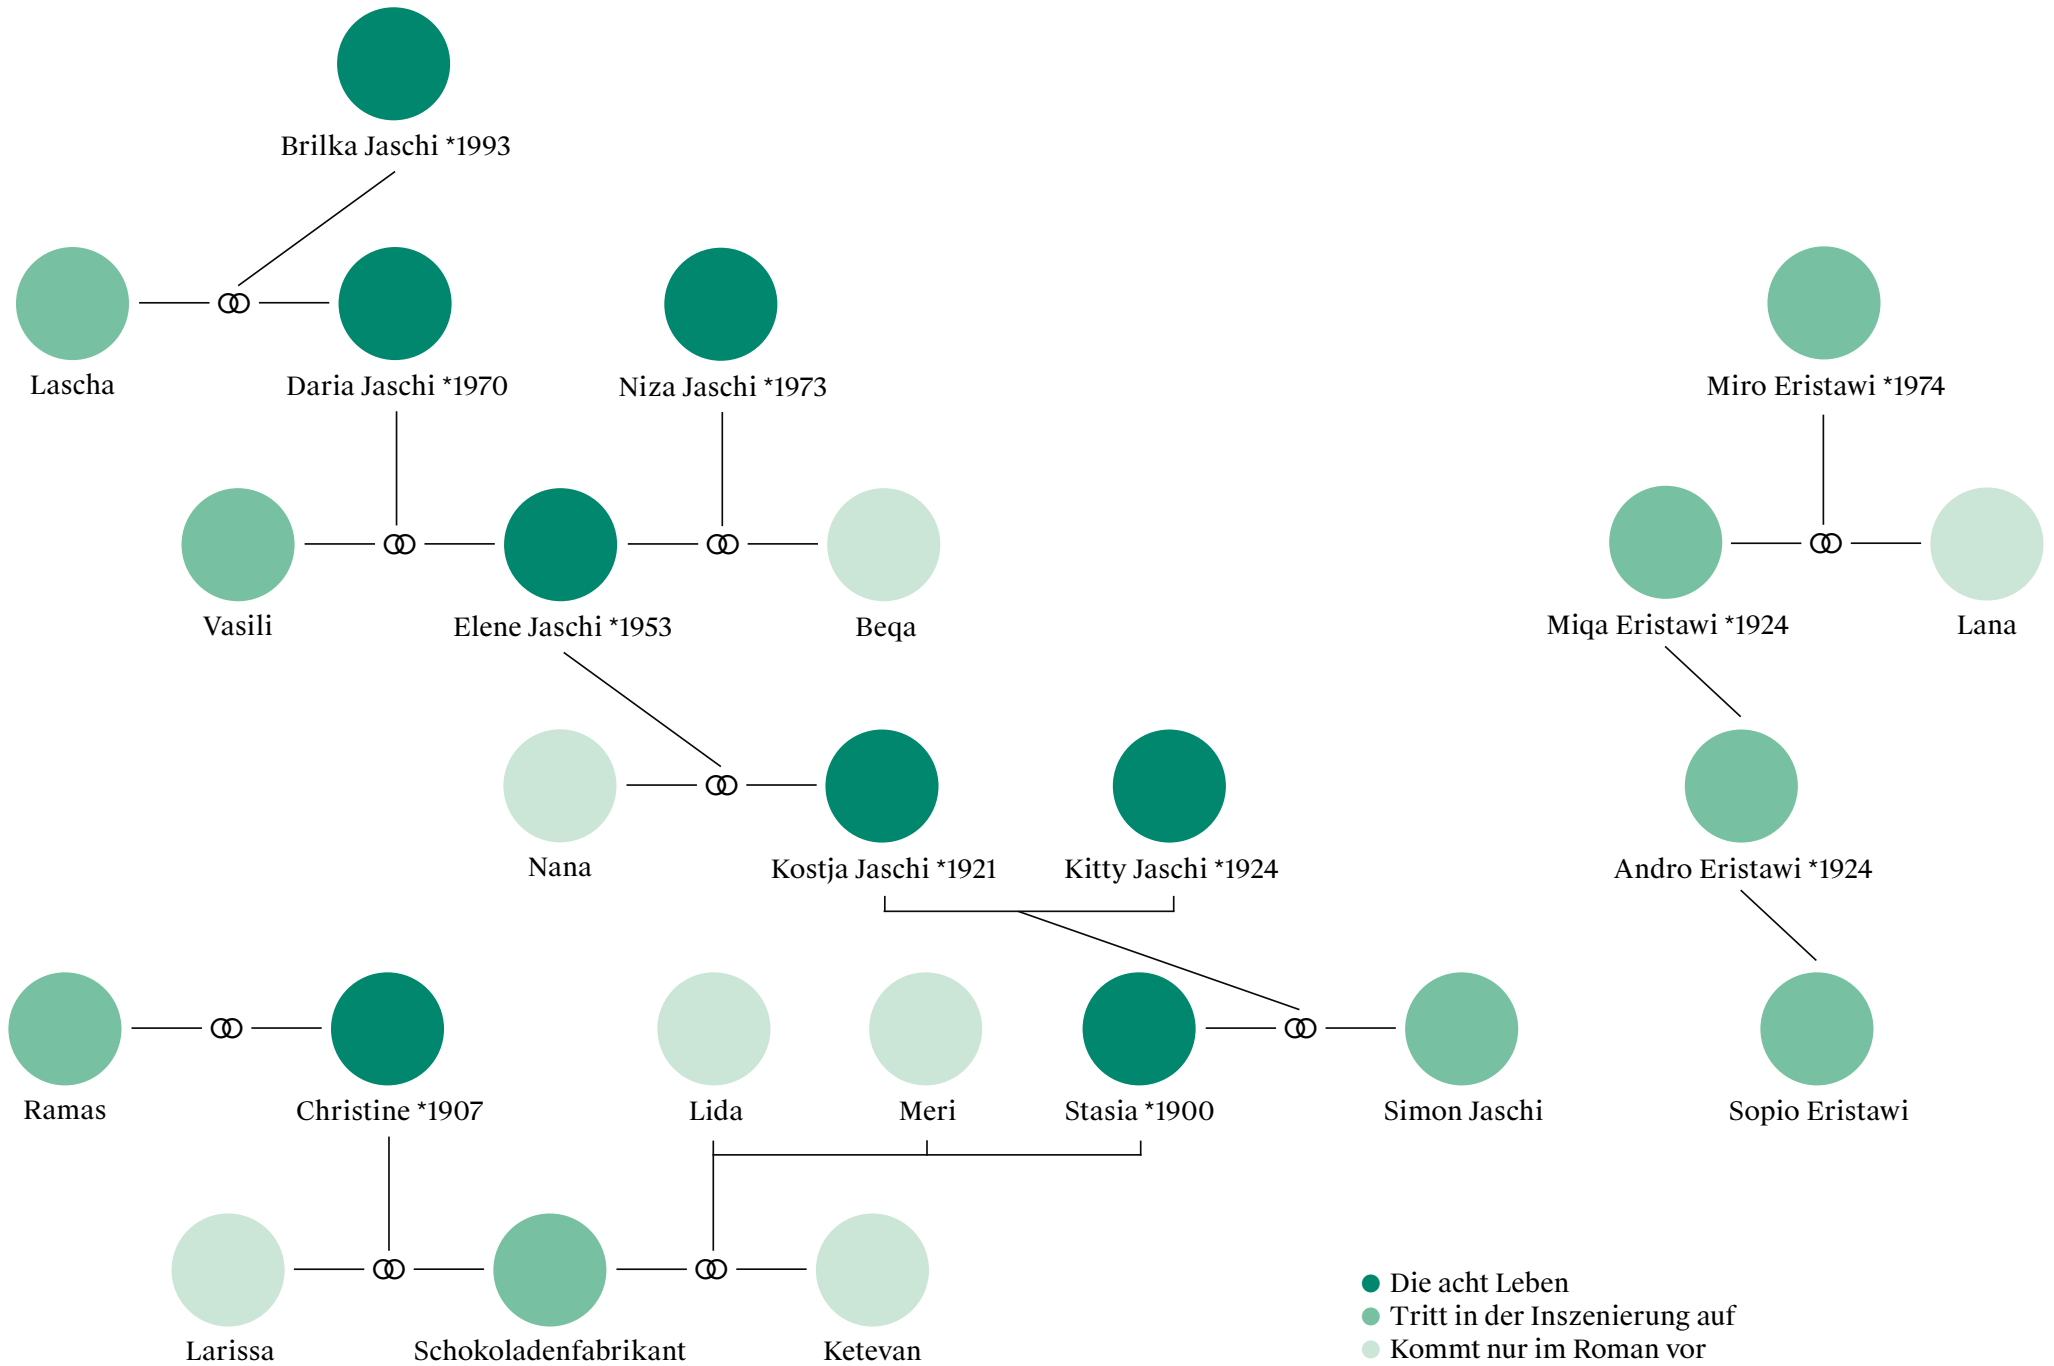 Brilka Jaschi *1993
Lascha
Daria Jaschi *1970
Niza Jaschi *1973
Miro Eristawi *1974
Vasili
Elene Jaschi *1953
Beqa
Miqa Eristawi *1924
Lana
Nana
Kostja Jaschi *1921
Kitty Jaschi *1924
Andro Eristawi *1924
Ramas
Christine *1907
Lida
Meri
Stasia *1900
Simon Jaschi
Sopio Eristawi
Larissa
Schokoladenfabrikant
Ketevan
Die acht Leben
Tritt in der Inszenierung auf
Kommt nur im Roman vor